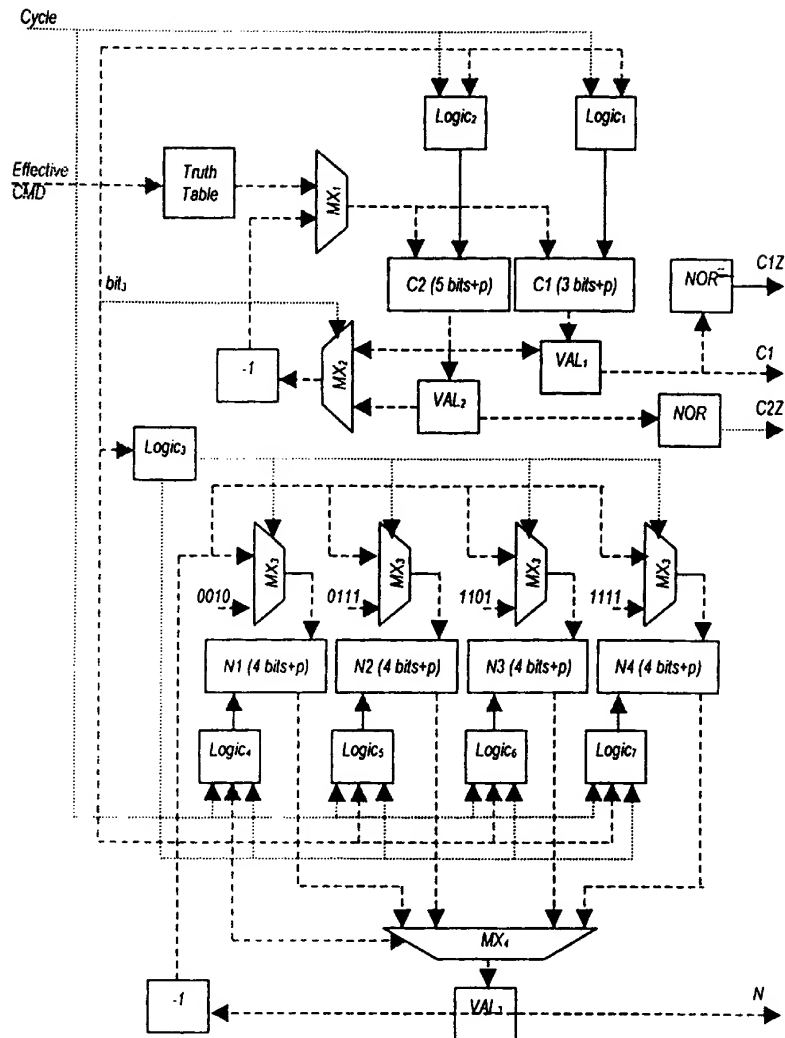 Cycle
Logic₂
Logic₁
Effective
CMD
Truth
Table
MX₁
bit₃
C2 (5 bits+p)
C1 (3 bits+p)
NOR
C1Z
-1
MX₂
VAL₁
C1
VAL₂
NOR
C2Z
Logic₃
MX₃
MX₃
MX₃
MX₃
0010
0111
1101
1111
N1 (4 bits+p)
N2 (4 bits+p)
N3 (4 bits+p)
N4 (4 bits+p)
Logic₄
Logic₅
Logic₆
Logic₇
MX₄
-1
VAL₃
N